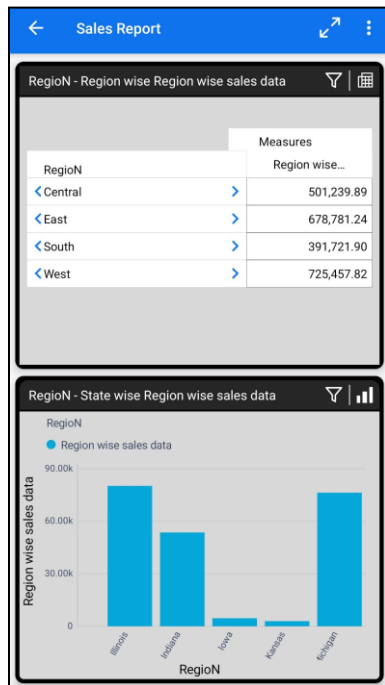 Sales Report
RegioN - Region wise Region wise sales data
Measures
RegioN
Region wise...
Central
501,239.89
East
678,781.24
South
391,721.90
West
725,457.82
RegioN - State wise Region wise sales data
RegioN
Region wise sales data
90.00k
60.00k
30.00k
0
Region wise sales data
Illinois
Indiana
Iowa
Kansas
fichigan
RegioN